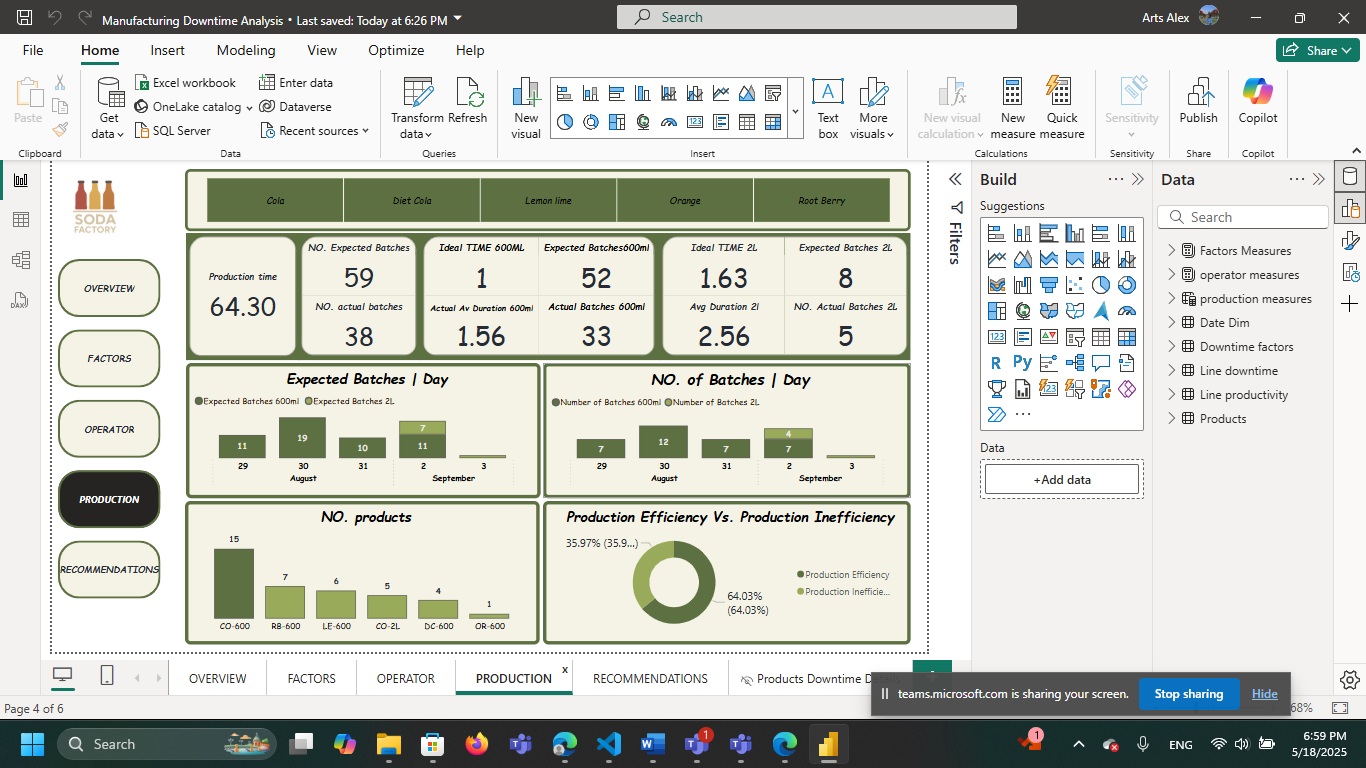 Manufacturing Downtime Analysis • Last saved: Today at 6:26 PM
Search
Arts Alex
File
Home
Insert
Modeling
View
Optimize
Help
Share
Paste
Get data
Excel workbook
OneLake catalog
SQL Server
Enter data
Dataverse
Recent sources
Transform data
Refresh
New visual
Text box
More visuals
New visual calculation
New measure
Quick measure
Sensitivity
Publish
Copilot
Clipboard
Data
Queries
Insert
Calculations
Sensitivity
Share
Copilot
SODA
FACTORY
OVERVIEW
FACTORS
OPERATOR
PRODUCTION
RECOMMENDATIONS
Cola
Diet Cola
Lemon lime
Orange
Root Berry
Production time
64.30
NO. Expected Batches
59
NO. actual batches
38
Ideal TIME 600ML
1
Actual Av Duration 600ml
1.56
Expected Batches600ml
52
Actual Batches 600ml
33
Ideal TIME 2L
1.63
Avg Duration 2l
2.56
Expected Batches 2L
8
NO. Actual Batches 2L
5
Expected Batches | Day
Expected Batches 600ml
Expected Batches 2L
11
19
10
7
11
29
30
31
2
3
August
September
NO. of Batches | Day
Number of Batches 600ml
Number of Batches 2L
7
12
7
4
7
29
30
31
2
3
August
September
NO. products
15
7
6
5
4
1
CO-600
RB-600
LE-600
CO-2L
DC-600
OR-600
Production Efficiency Vs. Production Inefficiency
35.97% (35.9...)
64.03%
(64.03%)
Production Efficiency
Production Inefficie...
Filters
Build
Suggestions
R
Py
123
Data
+Add data
Data
Search
Factors Measures
operator measures
production measures
Date Dim
Downtime factors
Line downtime
Line productivity
Products
OVERVIEW
FACTORS
OPERATOR
PRODUCTION
x
RECOMMENDATIONS
Products Downtime De
teams.microsoft.com is sharing your screen.
Stop sharing
Hide
Page 4 of 6
68%
Search
1
1
ENG
6:59 PM
5/18/2025